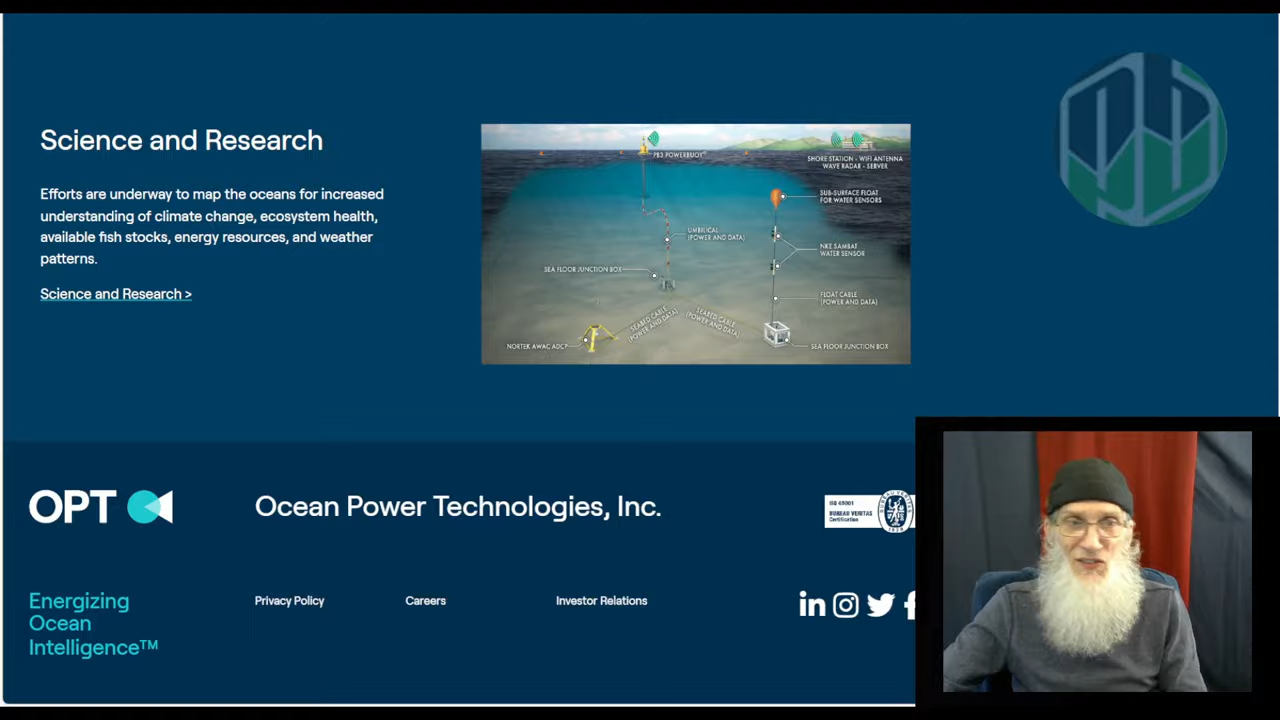 Science and Research
Efforts are underway to map the oceans for increased
understanding of climate change, ecosystem health,
available fish stocks, energy resources, and weather
patterns.
Science and Research >
PB3 POWERBUOY
SHORE STATION - WIFI ANTENNA
WAVE RADAR - SERVER
SUB-SURFACE FLOAT
FOR WATER SENSORS
UMBILICAL
(POWER AND DATA)
NKE SAMBAT
WATER SENSOR
SEA FLOOR JUNCTION BOX
FLOAT CABLE
(POWER AND DATA)
SEABED CABLE
(POWER AND DATA)
SEABED CABLE
(POWER AND DATA)
NORTEK AWAC ADCP
SEA FLOOR JUNCTION BOX
OPT
Ocean Power Technologies, Inc.
ISO 45001
BUREAU VERITAS
Certification
Energizing
Ocean
Intelligence™
Privacy Policy
Careers
Investor Relations